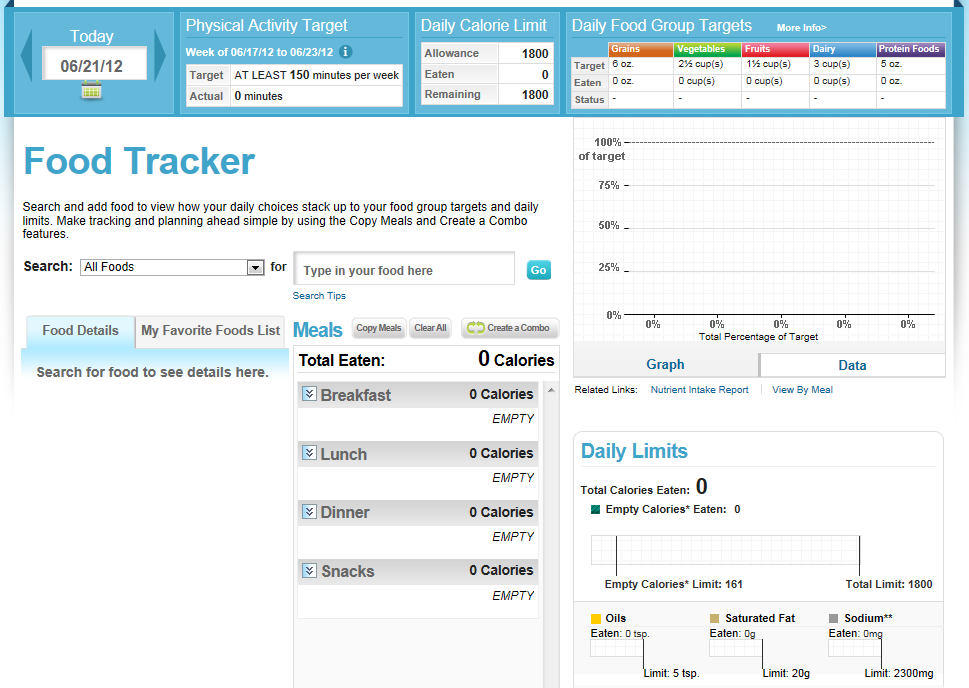 Today
06/21/12
Physical Activity Target
Week of 06/17/12 to 06/23/12 i
Target AT LEAST 150 minutes per week
Actual 0 minutes
Daily Calorie Limit
Allowance 1800
Eaten 0
Remaining 1800
Daily Food Group Targets More Info>
Grains Vegetables Fruits Dairy Protein Foods
Target 6 oz. 2½ cup(s) 1½ cup(s) 3 cup(s) 5 oz.
Eaten 0 oz. 0 cup(s) 0 cup(s) 0 cup(s) 0 oz.
Status - - - - -
Food Tracker
Search and add food to view how your daily choices stack up to your food group targets and daily
limits. Make tracking and planning ahead simple by using the Copy Meals and Create a Combo
features.
Search: All Foods for Type in your food here Go
Search Tips
Food Details My Favorite Foods List
Search for food to see details here.
Meals Copy Meals Clear All Create a Combo
Total Eaten: 0 Calories
Breakfast 0 Calories
EMPTY
Lunch 0 Calories
EMPTY
Dinner 0 Calories
EMPTY
Snacks 0 Calories
EMPTY
100%
of target
75%
50%
25%
0%
0% 0% 0% 0% 0%
Total Percentage of Target
Graph Data
Related Links: Nutrient Intake Report View By Meal
Daily Limits
Total Calories Eaten: 0
Empty Calories* Eaten: 0
Empty Calories* Limit: 161 Total Limit: 1800
Oils Saturated Fat Sodium**
Eaten: 0 tsp. Eaten: 0g Eaten: 0mg
Limit: 5 tsp. Limit: 20g Limit: 2300mg